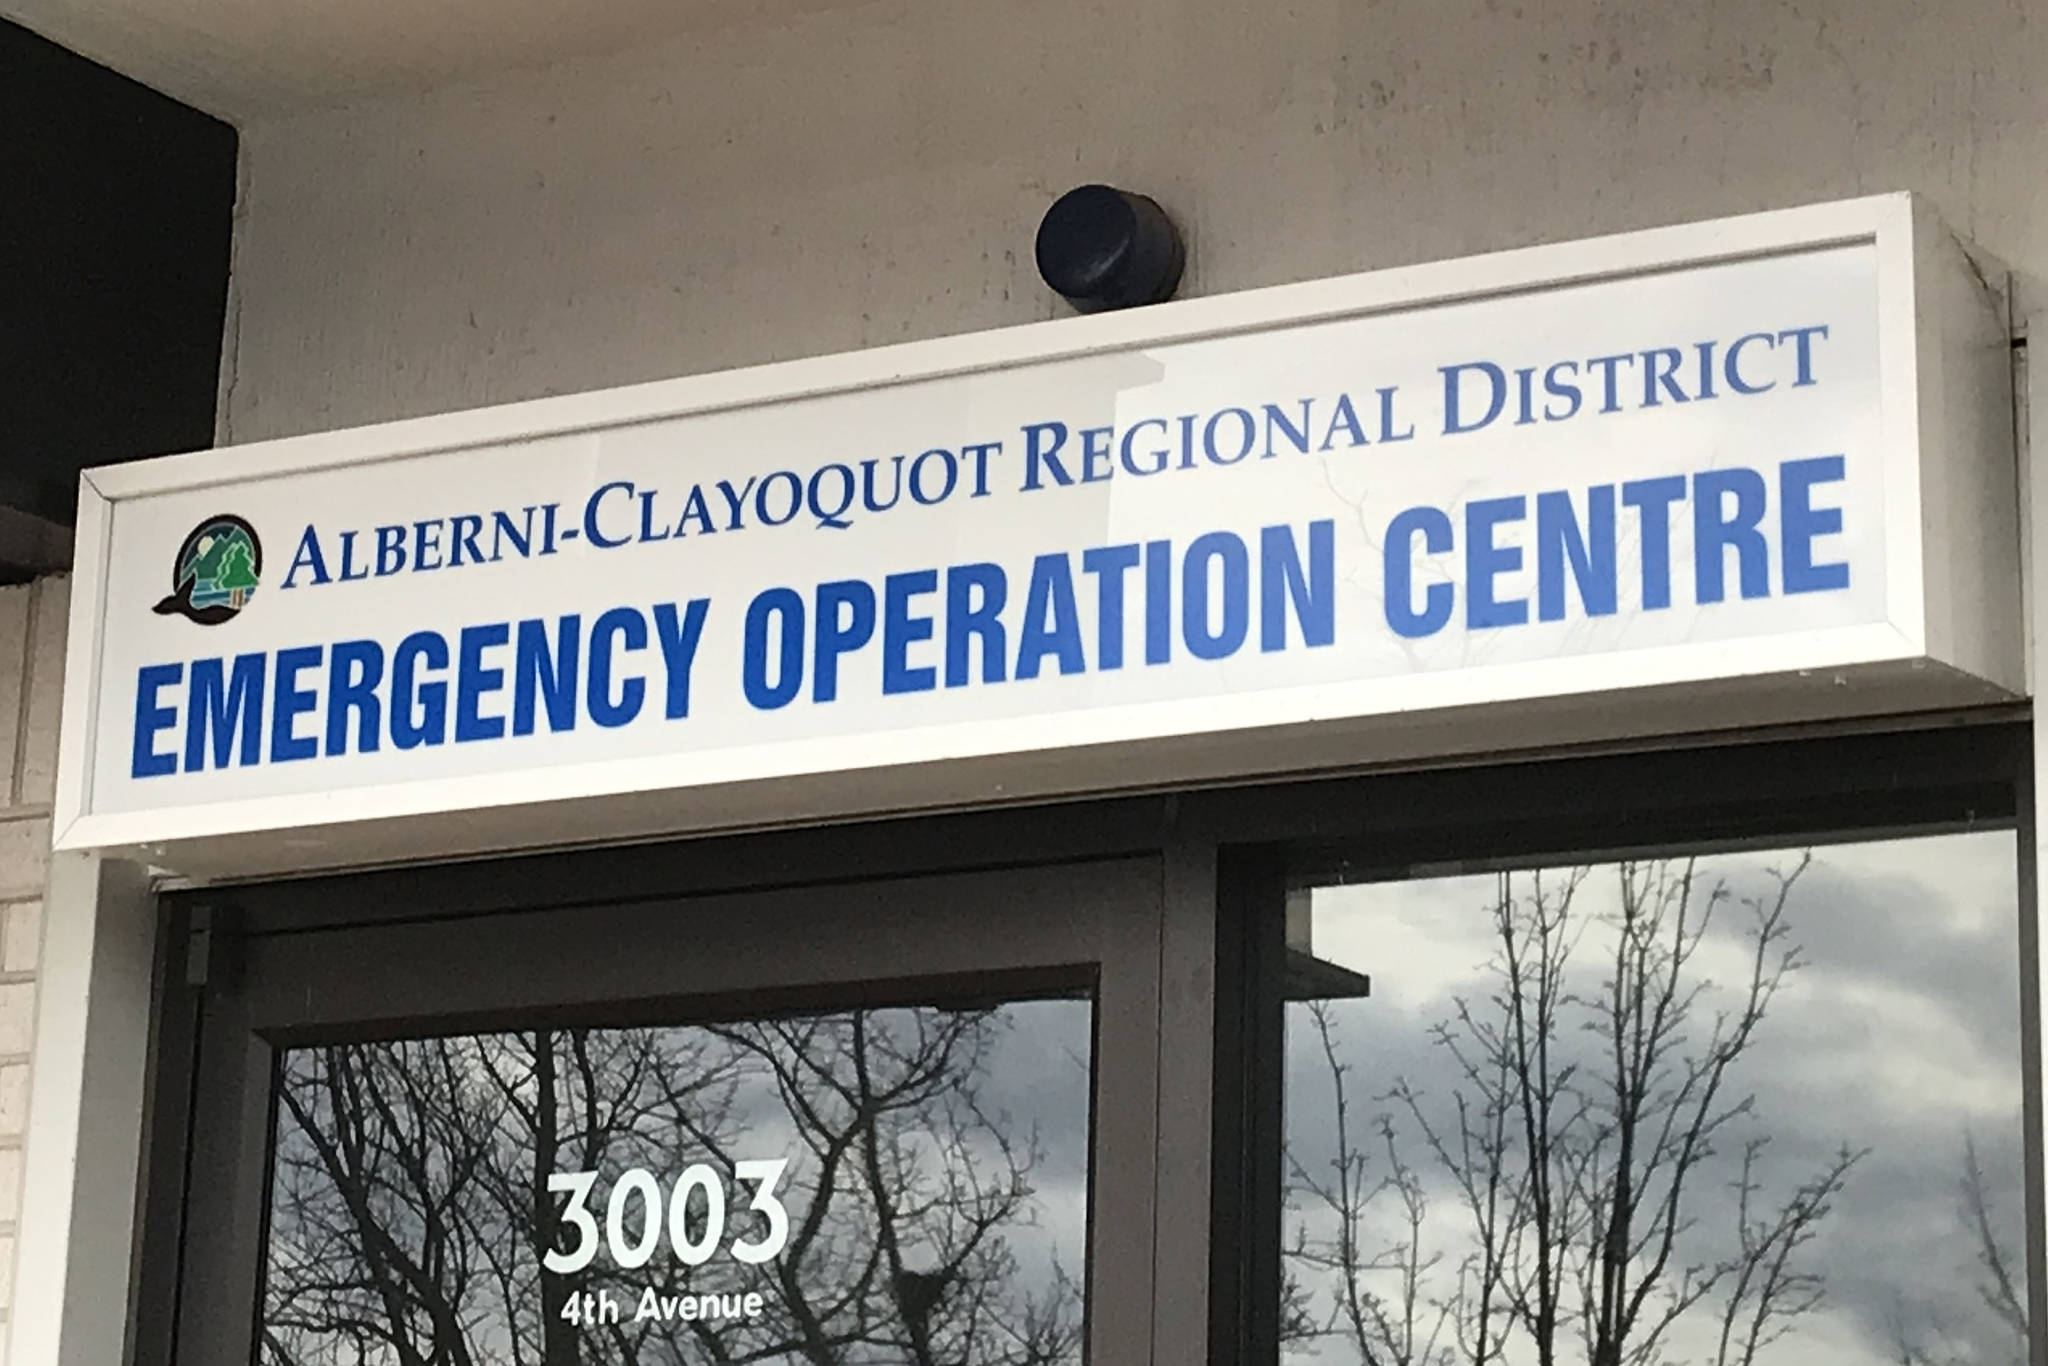 ALBERNI-CLAYOQUOT REGIONAL DISTRICT
EMERGENCY OPERATION CENTRE
3003
4th Avenue